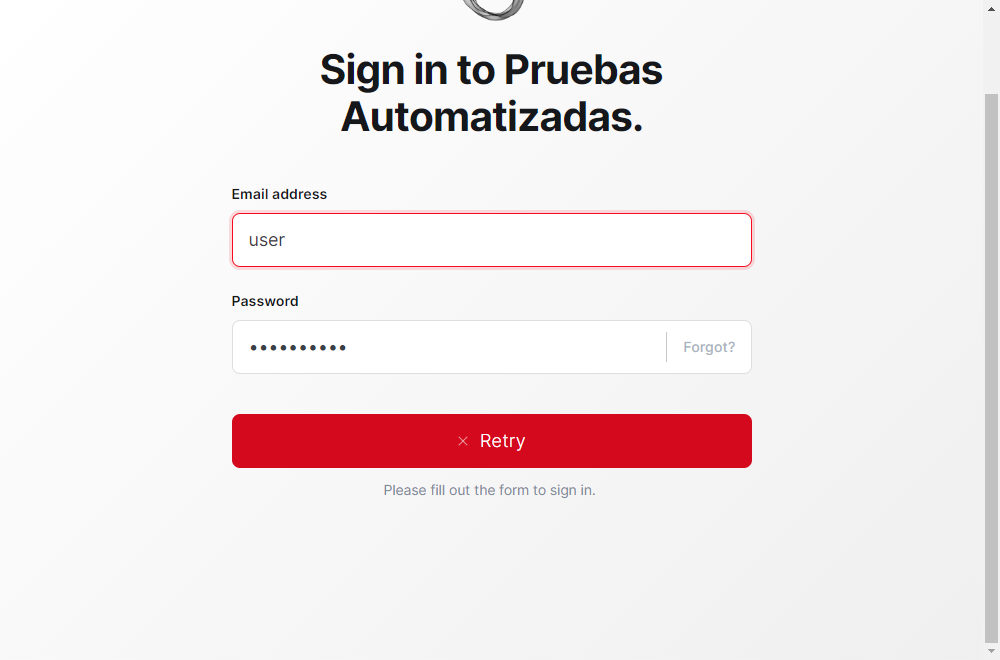 Sign in to Pruebas
Automatizadas.
Email address
user
Password
••••••••••
Forgot?
× Retry
Please fill out the form to sign in.